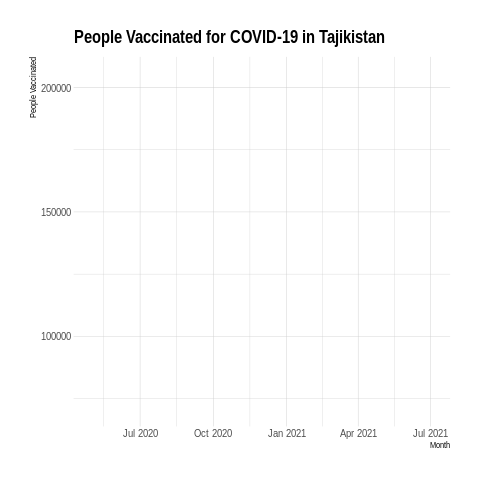 People Vaccinated for COVID-19 in Tajikistan
People Vaccinated
200000
150000
100000
Jul 2020 Oct 2020 Jan 2021 Apr 2021 Jul 2021
Month